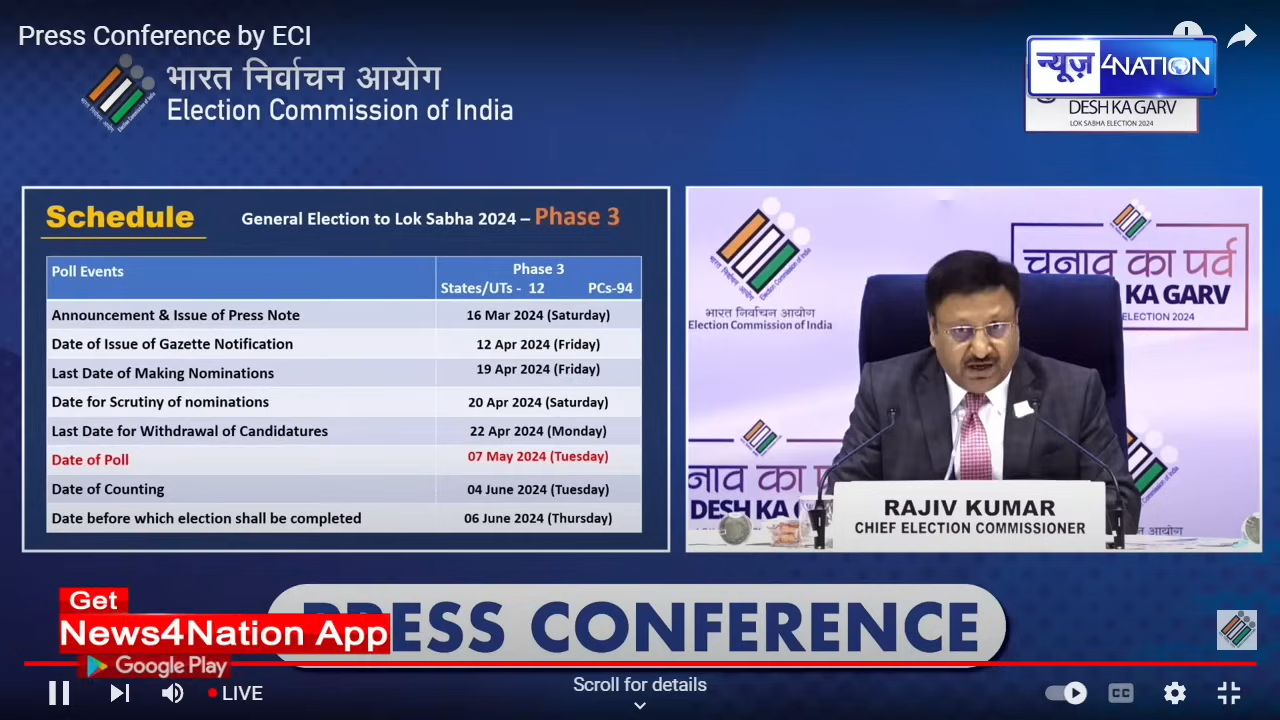 Press Conference by ECI
भारत निर्वाचन आयोग
Election Commission of India
न्यूज़ 4NATION
DESH KA GARV
LOK SABHA ELECTION 2024
Schedule
General Election to Lok Sabha 2024 – Phase 3
Poll Events
Phase 3
States/UTs - 12 PCs-94
Announcement & Issue of Press Note 16 Mar 2024 (Saturday)
Date of Issue of Gazette Notification 12 Apr 2024 (Friday)
Last Date of Making Nominations 19 Apr 2024 (Friday)
Date for Scrutiny of nominations 20 Apr 2024 (Saturday)
Last Date for Withdrawal of Candidatures 22 Apr 2024 (Monday)
Date of Poll 07 May 2024 (Tuesday)
Date of Counting 04 June 2024 (Tuesday)
Date before which election shall be completed 06 June 2024 (Thursday)
भारत निर्वाचन आयोग
Election Commission of India
चुनाव का पर्व
KA GARV
ELECTION 2024
चुनाव का प
DESH KA
आयोग
RAJIV KUMAR
CHIEF ELECTION COMMISSIONER
PRESS CONFERENCE
Get
News4Nation App
Google Play
LIVE
Scroll for details
CC